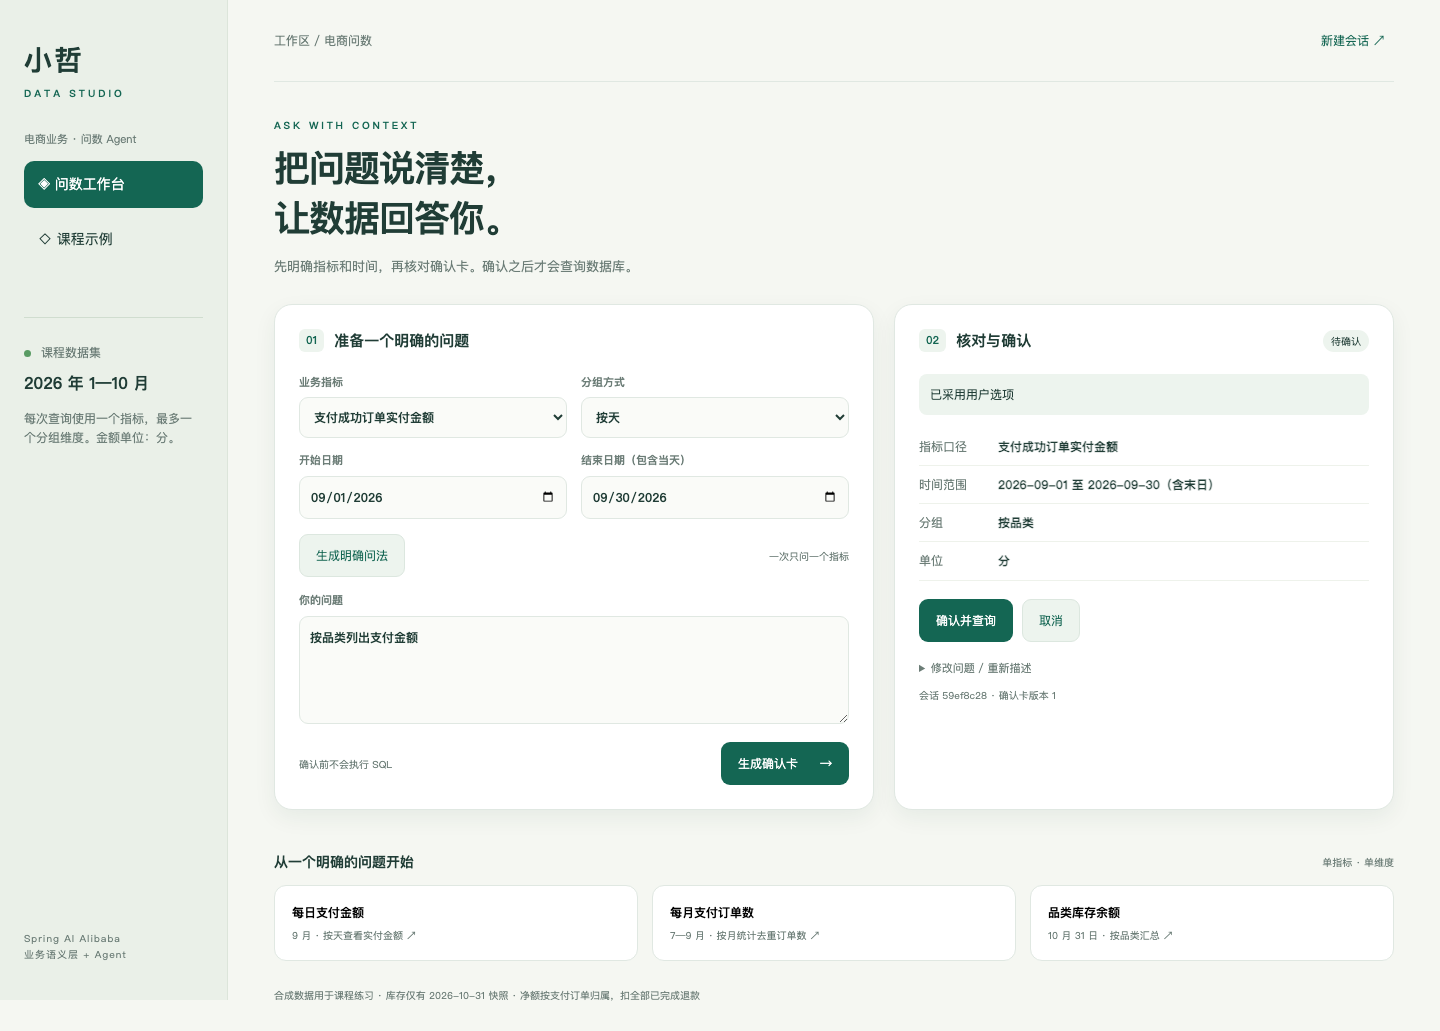 小哲
DATA STUDIO
电商业务 · 问数 Agent
◈ 问数工作台
◇ 课程示例
课程数据集
2026 年 1—10 月
每次查询使用一个指标，最多一
个分组维度。金额单位：分。
Spring AI Alibaba
业务语义层 + Agent
工作区 / 电商问数
新建会话 ↗
ASK WITH CONTEXT
把问题说清楚，
让数据回答你。
先明确指标和时间，再核对确认卡。确认之后才会查询数据库。
01 准备一个明确的问题
业务指标
分组方式
支付成功订单实付金额
按天
开始日期
结束日期（包含当天）
09/01/2026
09/30/2026
生成明确问法
一次只问一个指标
你的问题
按品类列出支付金额
确认前不会执行 SQL
生成确认卡 →
02 核对与确认
待确认
已采用用户选项
指标口径 支付成功订单实付金额
时间范围 2026-09-01 至 2026-09-30（含末日）
分组 按品类
单位 分
确认并查询
取消
▶ 修改问题 / 重新描述
会话 59ef8c28 · 确认卡版本 1
从一个明确的问题开始
单指标 · 单维度
每日支付金额
9 月 · 按天查看实付金额 ↗
每月支付订单数
7—9 月 · 按月统计去重订单数 ↗
品类库存余额
10 月 31 日 · 按品类汇总 ↗
合成数据用于课程练习 · 库存仅有 2026-10-31 快照 · 净额按支付订单归属，扣全部已完成退款